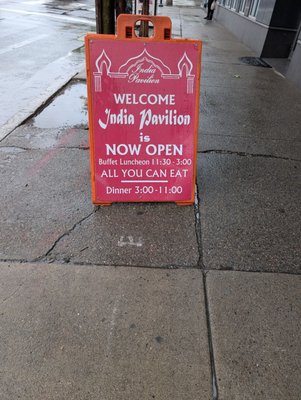 India
Pavilion
WELCOME
India Pavilion
is
NOW OPEN
Buffet Luncheon 11:30 - 3:00
ALL YOU CAN EAT
Dinner 3:00 - 11:00